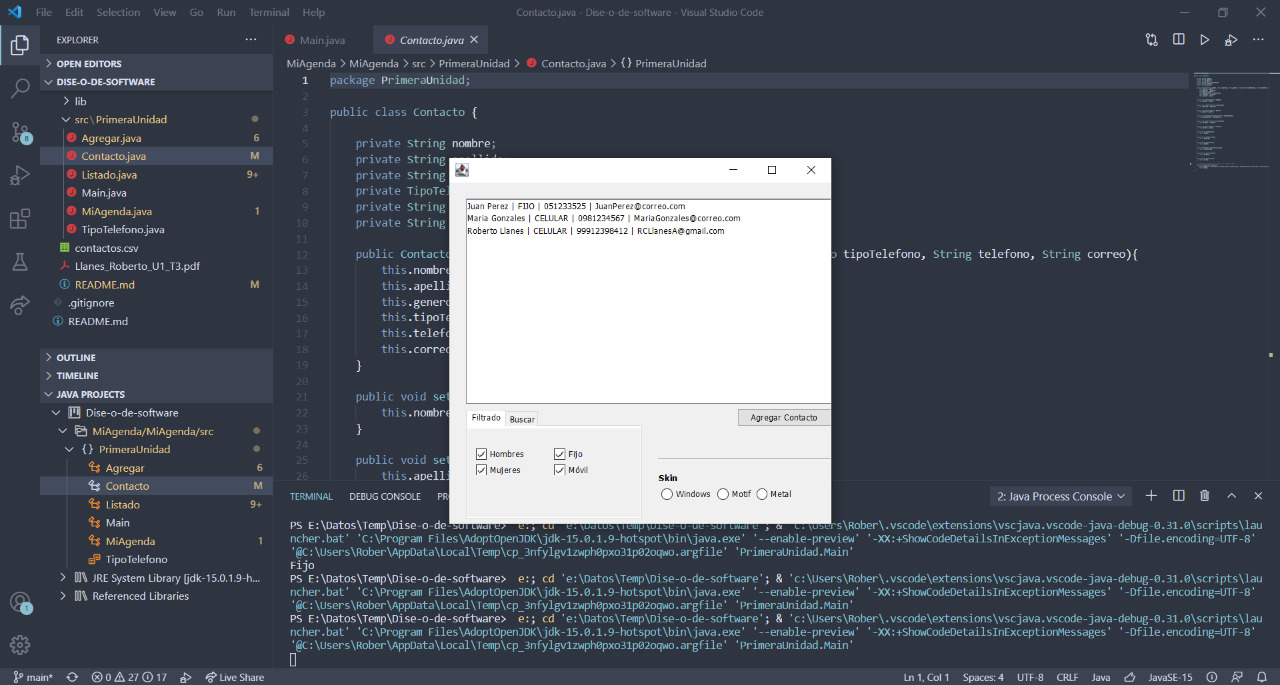 File Edit Selection View Go Run Terminal Help
Contacto.java - Dise-o-de-software - Visual Studio Code
EXPLORER
OPEN EDITORS
DISE-O-DE-SOFTWARE
lib
src\PrimeraUnidad
Agregar.java 6
Contacto.java M
Listado.java 9+
Main.java
MiAgenda.java 1
TipoTelefono.java
contactos.csv
Llanes_Roberto_U1_T3.pdf
README.md M
.gitignore
README.md
OUTLINE
TIMELINE
JAVA PROJECTS
Dise-o-de-software
MiAgenda/MiAgenda/src
PrimeraUnidad
Agregar 6
Contacto M
Listado 9+
Main
MiAgenda 1
TipoTelefono
JRE System Library [jdk-15.0.1.9-h...
Referenced Libraries
8
1
Main.java Contacto.java
MiAgenda > MiAgenda > src > PrimeraUnidad > Contacto.java > {} PrimeraUnidad
1 package PrimeraUnidad;
2
3 public class Contacto {
4
5 private String nombre;
6 private String
7 private String
8 private TipoTel
9 private String
10 private String
11
12 public Contacto tipoTelefono, String telefono, String correo){
13 this.nombre
14 this.apelli
15 this.genero
16 this.tipoTe
17 this.telefo
18 this.correo
19 }
20
21 public void set
22 this.nombre
23 }
24
25 public void set
26 this.apelli
Juan Perez | FIJO | 051233525 | JuanPerez@correo.com
Maria Gonzales | CELULAR | 0981234567 | MariaGonzales@correo.com
Roberto Llanes | CELULAR | 99912398412 | RCLlanesA@gmail.com
Filtrado Buscar
Agregar Contacto
Hombres Fijo
Mujeres Móvil
Skin
Windows Motif Metal
TERMINAL DEBUG CONSOLE PR
2: Java Process Console
PS E:\Datos\Temp\Dise-o-de-software> e:; cd 'e:\Datos\Temp\Dise-o-de-software'; & 'c:\Users\Rober\.vscode\extensions\vscjava.vscode-java-debug-0.31.0\scripts\lau
ncher.bat' 'C:\Program Files\AdoptOpenJDK\jdk-15.0.1.9-hotspot\bin\java.exe' '--enable-preview' '-XX:+ShowCodeDetailsInExceptionMessages' '-Dfile.encoding=UTF-8'
'@C:\Users\Rober\AppData\Local\Temp\cp_3nfylgv1zwph0pxo31p02oqwo.argfile' 'PrimeraUnidad.Main'
Fijo
PS E:\Datos\Temp\Dise-o-de-software> e:; cd 'e:\Datos\Temp\Dise-o-de-software'; & 'c:\Users\Rober\.vscode\extensions\vscjava.vscode-java-debug-0.31.0\scripts\lau
ncher.bat' 'C:\Program Files\AdoptOpenJDK\jdk-15.0.1.9-hotspot\bin\java.exe' '--enable-preview' '-XX:+ShowCodeDetailsInExceptionMessages' '-Dfile.encoding=UTF-8'
'@C:\Users\Rober\AppData\Local\Temp\cp_3nfylgv1zwph0pxo31p02oqwo.argfile' 'PrimeraUnidad.Main'
PS E:\Datos\Temp\Dise-o-de-software> e:; cd 'e:\Datos\Temp\Dise-o-de-software'; & 'c:\Users\Rober\.vscode\extensions\vscjava.vscode-java-debug-0.31.0\scripts\lau
ncher.bat' 'C:\Program Files\AdoptOpenJDK\jdk-15.0.1.9-hotspot\bin\java.exe' '--enable-preview' '-XX:+ShowCodeDetailsInExceptionMessages' '-Dfile.encoding=UTF-8'
'@C:\Users\Rober\AppData\Local\Temp\cp_3nfylgv1zwph0pxo31p02oqwo.argfile' 'PrimeraUnidad.Main'
main* 0 27 17 Live Share
Ln 1, Col 1 Spaces: 4 UTF-8 CRLF Java JavaSE-15